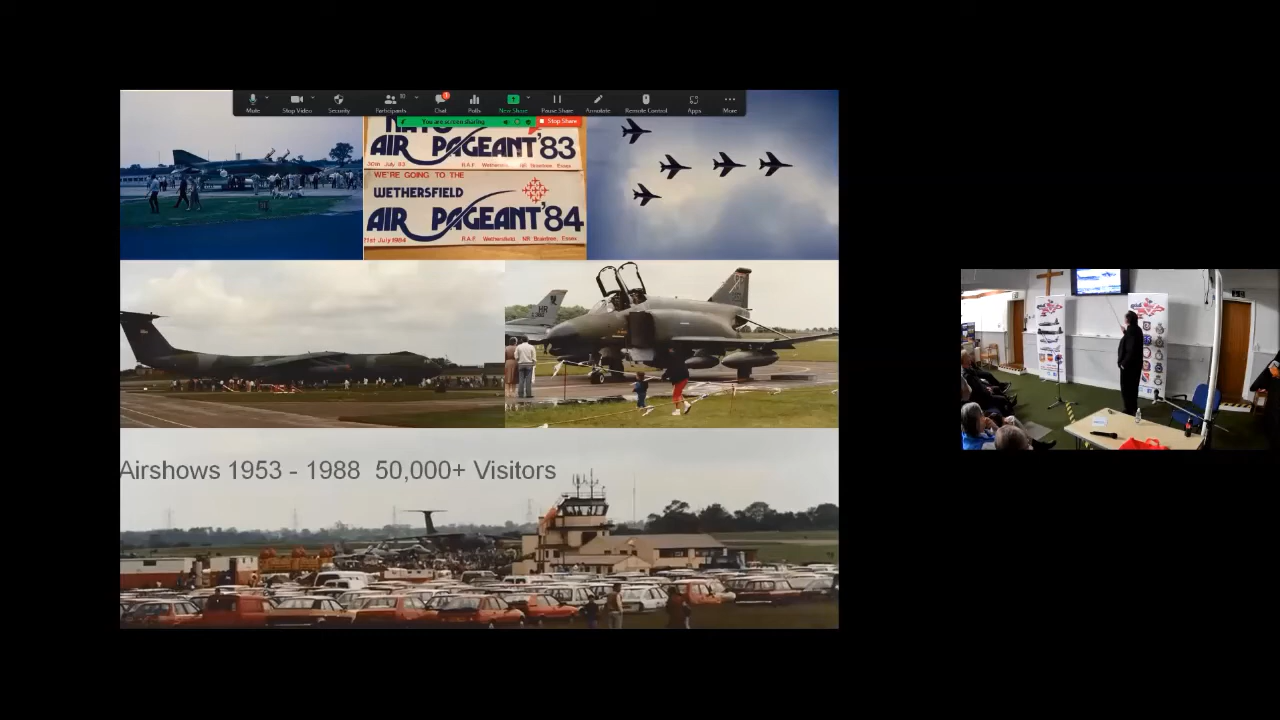 Mute
Stop Video
Security
Participants
Chat
Polls
New Share
Pause Share
Annotate
Remote Control
Apps
More
You are screen sharing
Stop Share
NATO
AIR PAGEANT'83
30th July '83 R.A.F. Wethersfield, NR Braintree, Essex
WE'RE GOING TO THE
WETHERSFIELD
AIR PAGEANT'84
21st July 1984 R.A.F. Wethersfield, NR Braintree, Essex
HR
Airshows 1953 - 1988 50,000+ Visitors